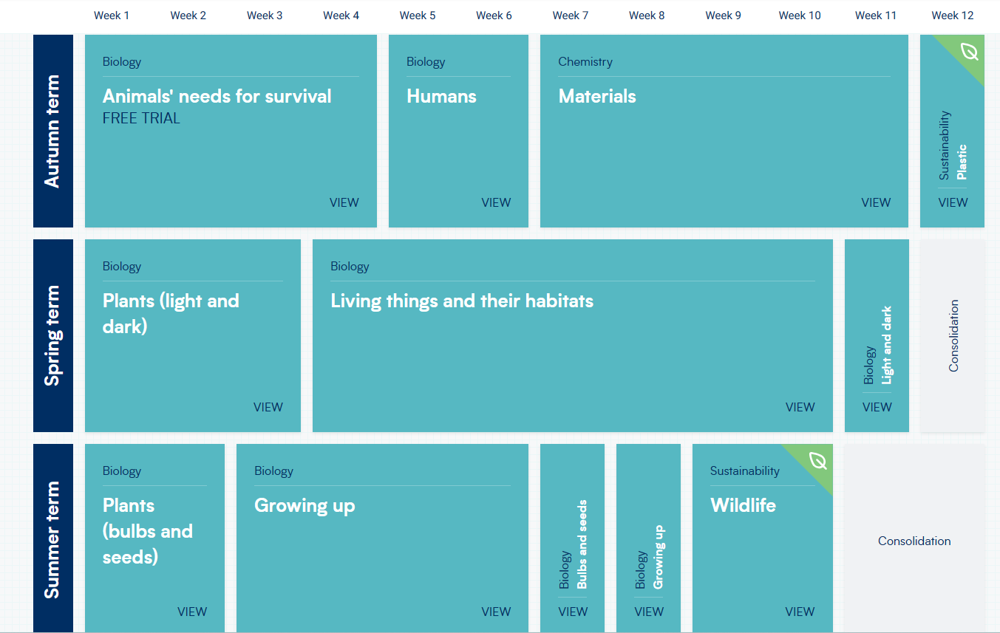 Week 1 Week 2 Week 3 Week 4 Week 5 Week 6 Week 7 Week 8 Week 9 Week 10 Week 11 Week 12
Autumn term
Biology
Animals' needs for survival
FREE TRIAL
VIEW
Biology
Humans
VIEW
Chemistry
Materials
VIEW
Sustainability
Plastic
VIEW
Spring term
Biology
Plants (light and
dark)
VIEW
Biology
Living things and their habitats
VIEW
Biology
Light and dark
VIEW
Consolidation
Summer term
Biology
Plants
(bulbs and
seeds)
VIEW
Biology
Growing up
VIEW
Biology
Bulbs and seeds
VIEW
Biology
Growing up
VIEW
Sustainability
Wildlife
VIEW
Consolidation